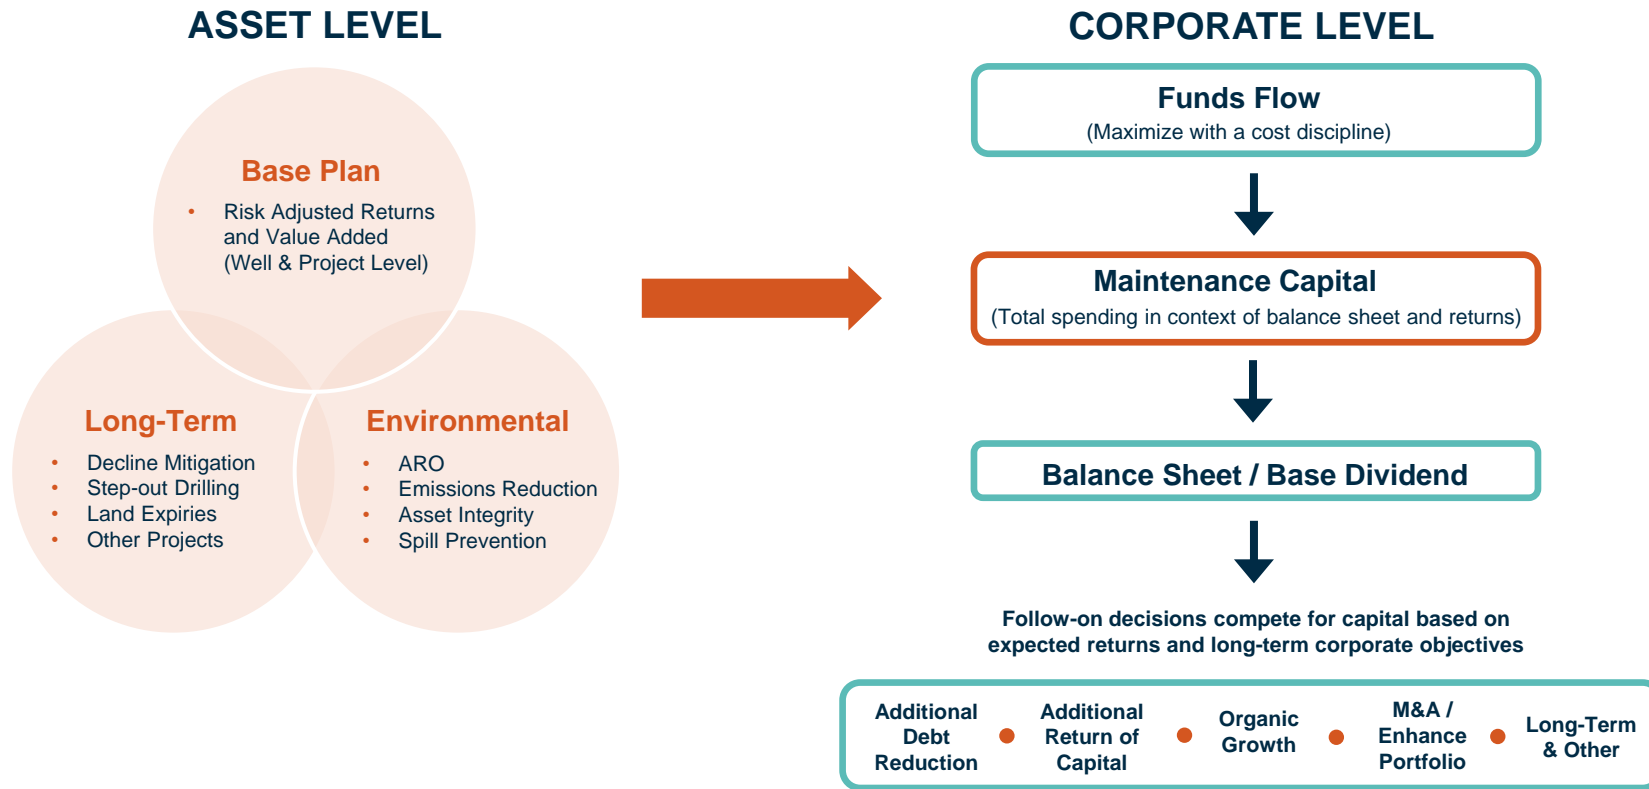 ASSET LEVEL
Base Plan
• Risk Adjusted Returns
and Value Added
(Well & Project Level)
Long-Term
• Decline Mitigation
• Step-out Drilling
• Land Expiries
• Other Projects
Environmental
• ARO
• Emissions Reduction
• Asset Integrity
• Spill Prevention
CORPORATE LEVEL
Funds Flow
(Maximize with a cost discipline)
Maintenance Capital
(Total spending in context of balance sheet and returns)
Balance Sheet / Base Dividend
Follow-on decisions compete for capital based on
expected returns and long-term corporate objectives
Additional
Debt
Reduction
Additional
Return of
Capital
Organic
Growth
M&A /
Enhance
Portfolio
Long-Term
& Other